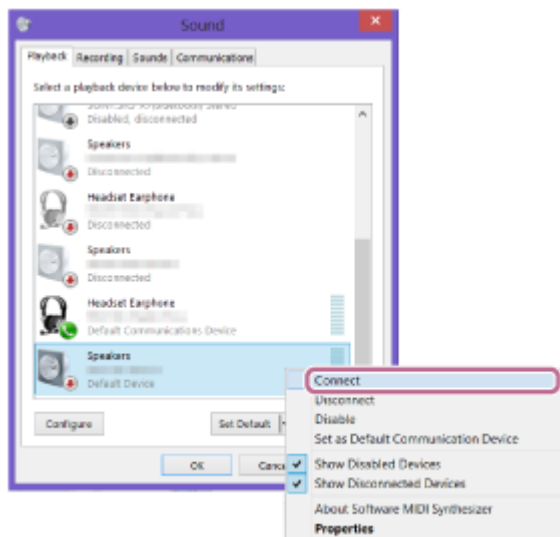 Sound
Playback Recording Sounds Communications
Select a playback device below to modify its settings:
Disabled, disconnected
Speakers
Disconnected
Headset Earphone
Disconnected
Speakers
Disconnected
Headset Earphone
Default Communications Device
Speakers
Default Device
Configure Set Default
OK
Connect
Disconnect
Disable
Set as Default Communication Device
Show Disabled Devices
Show Disconnected Devices
About Software MIDI Synthesizer
Properties